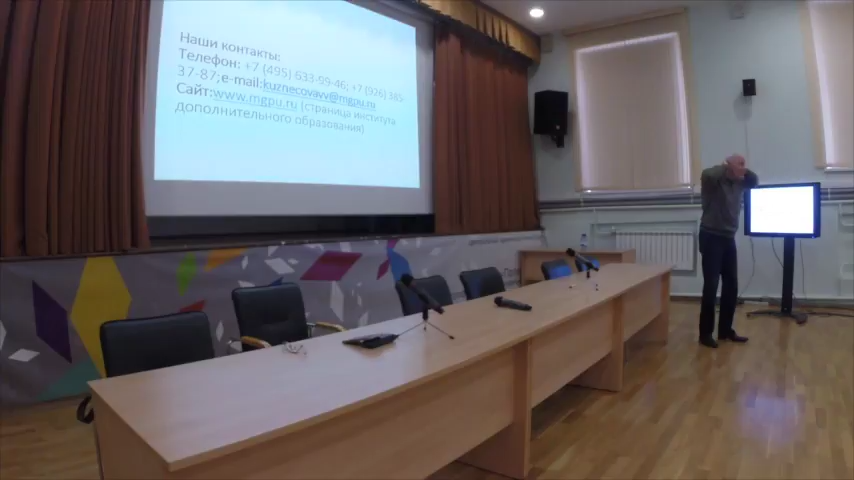 Наши контакты:
Телефон: +7 (495) 633-99-46; +7 (926) 385-
37-87; e-mail:kuznecovavv@mgpu.ru
Сайт:www.mgpu.ru (страница института
дополнительного образования)